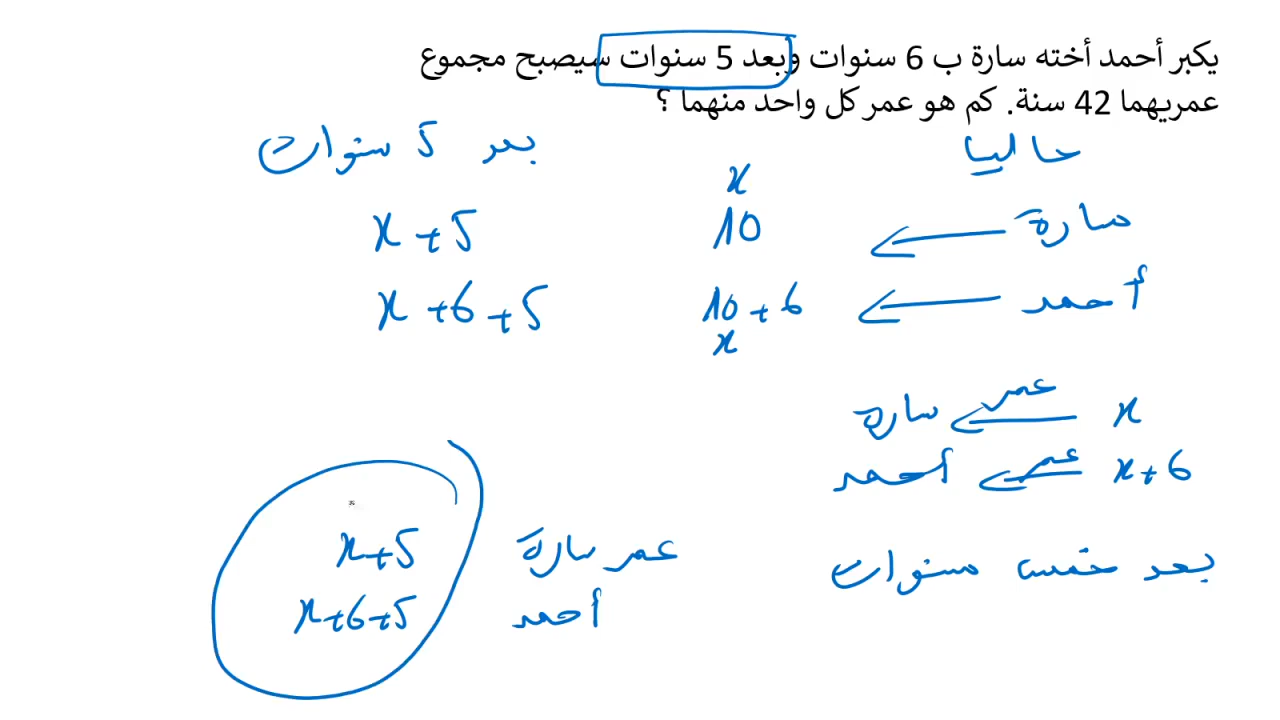 يكبر أحمد أخته سارة ب 6 سنوات وبعد 5 سنوات سيصبح مجموع
عمريهما 42 سنة. كم هو عمر كل واحد منهما ؟
حاليا
بعد 5 سنوات
x
سارة 10 x+5
أحمد 10+6 x+6+5
x
x عمر سارة
x+6 عمر أحمد
بعد خمس سنوات
عمر سارة x+5
أحمد x+6+5